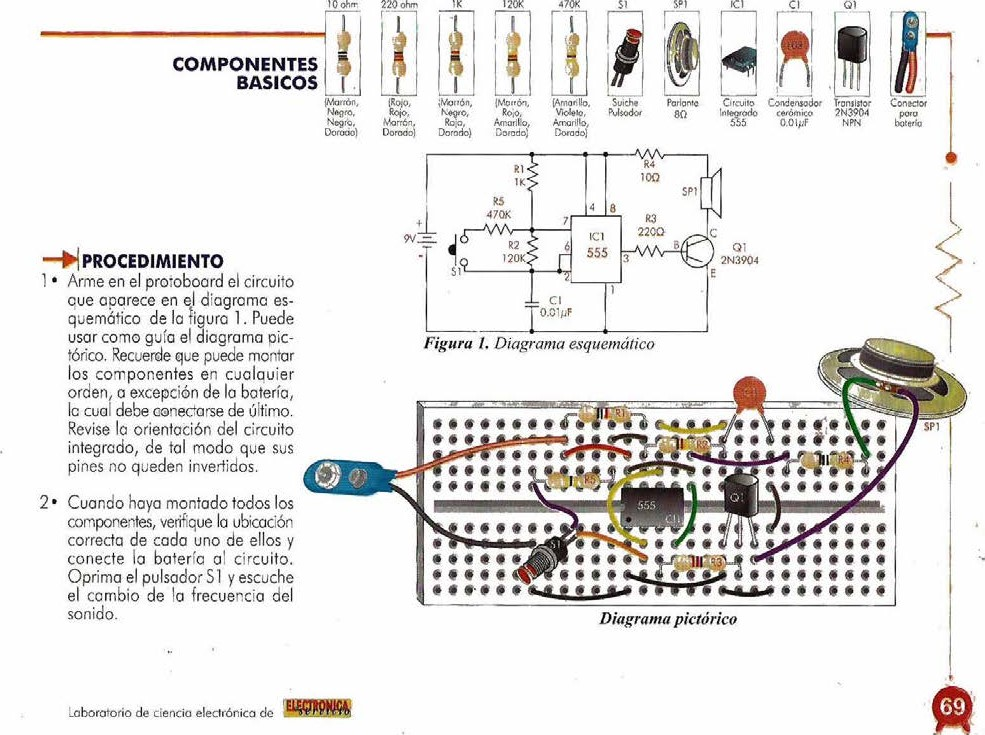 10 ohm 220 ohm 1K 120K 470K S1 SP1 IC1 C1 Q1
COMPONENTES
BASICOS
(Marrón,
Negro,
Negro,
Dorado)
(Rojo,
Rojo,
Marrón,
Dorado)
(Marrón,
Negro,
Rojo,
Dorado)
(Marrón,
Rojo,
Amarillo,
Dorado)
(Amarillo,
Violeta,
Amarillo,
Dorado)
Suiche
Pulsador
Parlante
8Ω
Circuito
Integrado
555
Condensador
cerámico
0.01µF
Transistor
2N3904
NPN
Conector
para
batería
PROCEDIMIENTO
1• Arme en el protoboard el circuito
que aparece en el diagrama es-
quemático de la figura 1. Puede
usar como guía el diagrama pic-
tórico. Recuerde que puede montar
los componentes en cualquier
orden, a excepción de la batería,
la cual debe conectarse de último.
Revise la orientación del circuito
integrado, de tal modo que sus
pines no queden invertidos.
2• Cuando haya montado todos los
componentes, verifique la ubicación
correcta de cada uno de ellos y
conecte la batería al circuito.
Oprima el pulsador S1 y escuche
el cambio de la frecuencia del
sonido.
R1
1K
R4
10Ω
SP1
R5
470K
4 8
7
R3
220Ω
+
9V
-
S1
R2
120K
6
IC1
555
3
2
1
B
C
E
Q1
2N3904
C1
0.01µF
Figura 1. Diagrama esquemático
C1
R1
SP1
R2
R4
R5
555
Q1
S1
R3
Diagrama pictórico
Laboratorio de ciencia electrónica de ELECTRONICA
servicio
69